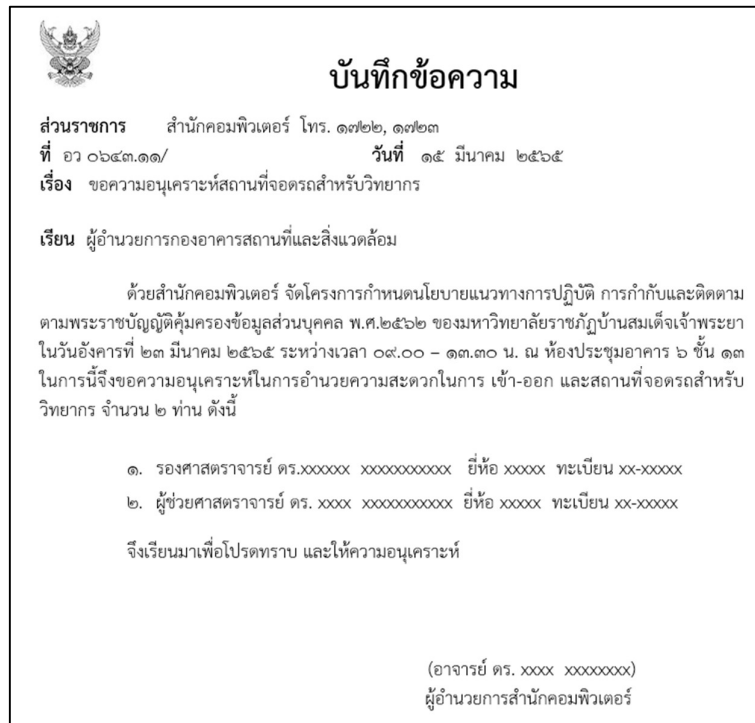 บันทึกข้อความ
ส่วนราชการ สำนักคอมพิวเตอร์ โทร. ๑๗๒๒, ๑๗๒๓
ที่ อว ๐๖๔๓.๑๑/ วันที่ ๑๕ มีนาคม ๒๕๖๕
เรื่อง ขอความอนุเคราะห์สถานที่จอดรถสำหรับวิทยากร
เรียน ผู้อำนวยการกองอาคารสถานที่และสิ่งแวดล้อม
ด้วยสำนักคอมพิวเตอร์ จัดโครงการกำหนดนโยบายแนวทางการปฏิบัติ การกำกับและติดตาม
ตามพระราชบัญญัติคุ้มครองข้อมูลส่วนบุคคล พ.ศ.๒๕๖๒ ของมหาวิทยาลัยราชภัฏบ้านสมเด็จเจ้าพระยา
ในวันอังคารที่ ๒๓ มีนาคม ๒๕๖๕ ระหว่างเวลา ๐๙.๐๐ – ๑๓.๓๐ น. ณ ห้องประชุมอาคาร ๖ ชั้น ๑๓
ในการนี้จึงขอความอนุเคราะห์ในการอำนวยความสะดวกในการ เข้า-ออก และสถานที่จอดรถสำหรับ
วิทยากร จำนวน ๒ ท่าน ดังนี้
๑. รองศาสตราจารย์ ดร.xxxxxx xxxxxxxxxxx ยี่ห้อ xxxxx ทะเบียน xx-xxxxx
๒. ผู้ช่วยศาสตราจารย์ ดร. xxxx xxxxxxxxxxx ยี่ห้อ xxxxx ทะเบียน xx-xxxxx
จึงเรียนมาเพื่อโปรดทราบ และให้ความอนุเคราะห์
(อาจารย์ ดร. xxxx xxxxxxxx)
ผู้อำนวยการสำนักคอมพิวเตอร์